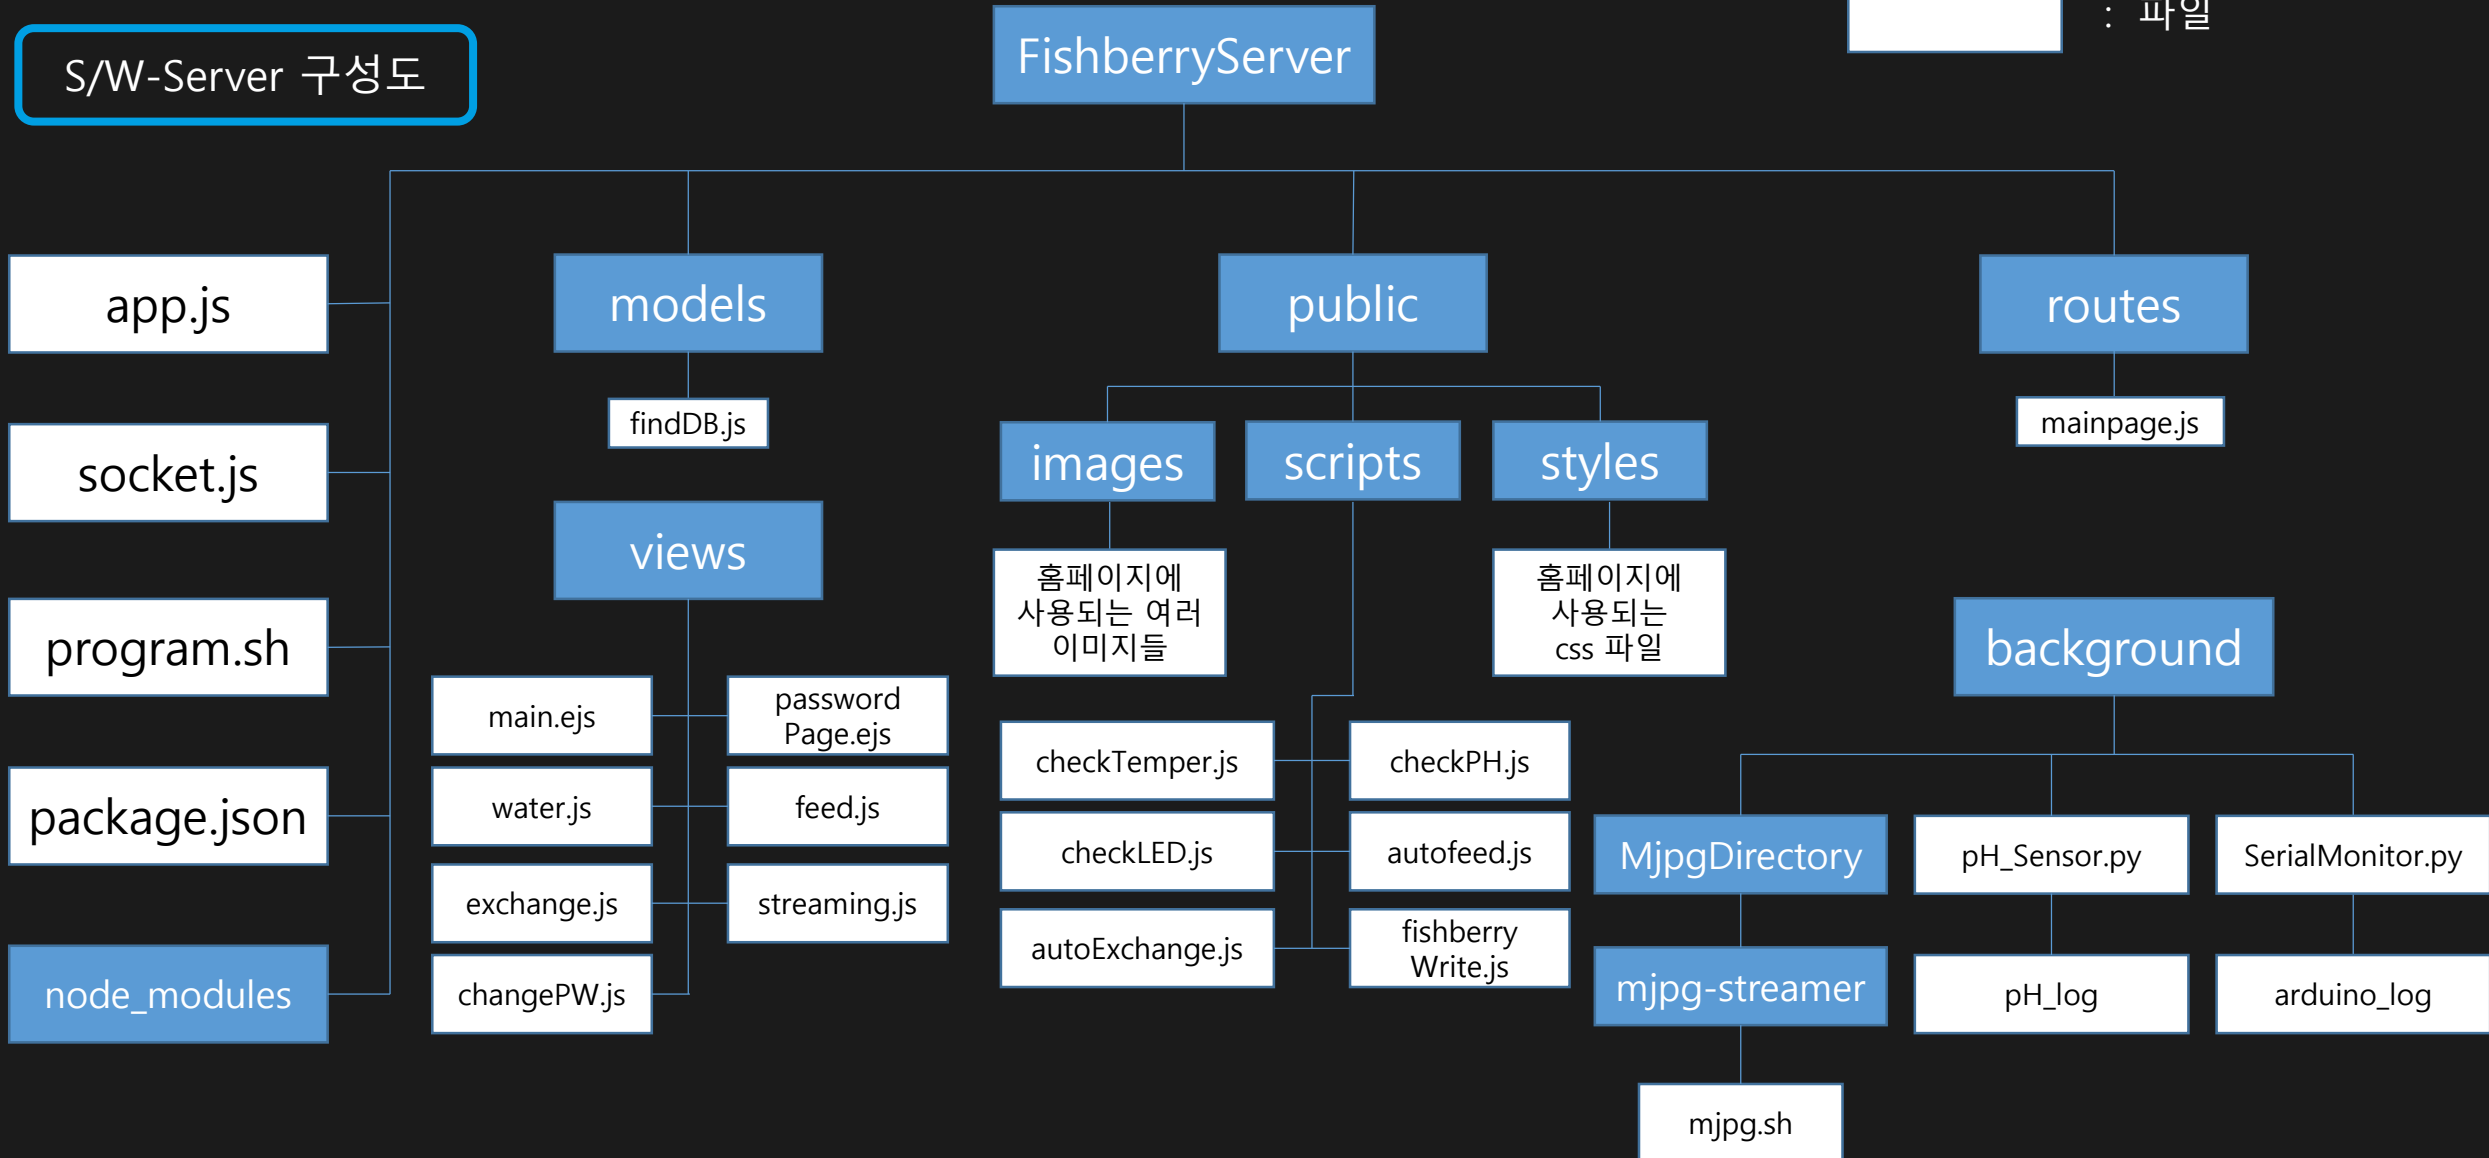 : 파일
S/W-Server 구성도
FishberryServer
app.js
models
public
routes
findDB.js
mainpage.js
socket.js
images
scripts
styles
views
홈페이지에
사용되는 여러
이미지들
홈페이지에
사용되는
css 파일
program.sh
background
main.ejs
password
Page.ejs
checkTemper.js
checkPH.js
package.json
water.js
feed.js
checkLED.js
autofeed.js
MjpgDirectory
pH_Sensor.py
SerialMonitor.py
exchange.js
streaming.js
autoExchange.js
fishberry
Write.js
node_modules
changePW.js
mjpg-streamer
pH_log
arduino_log
mjpg.sh